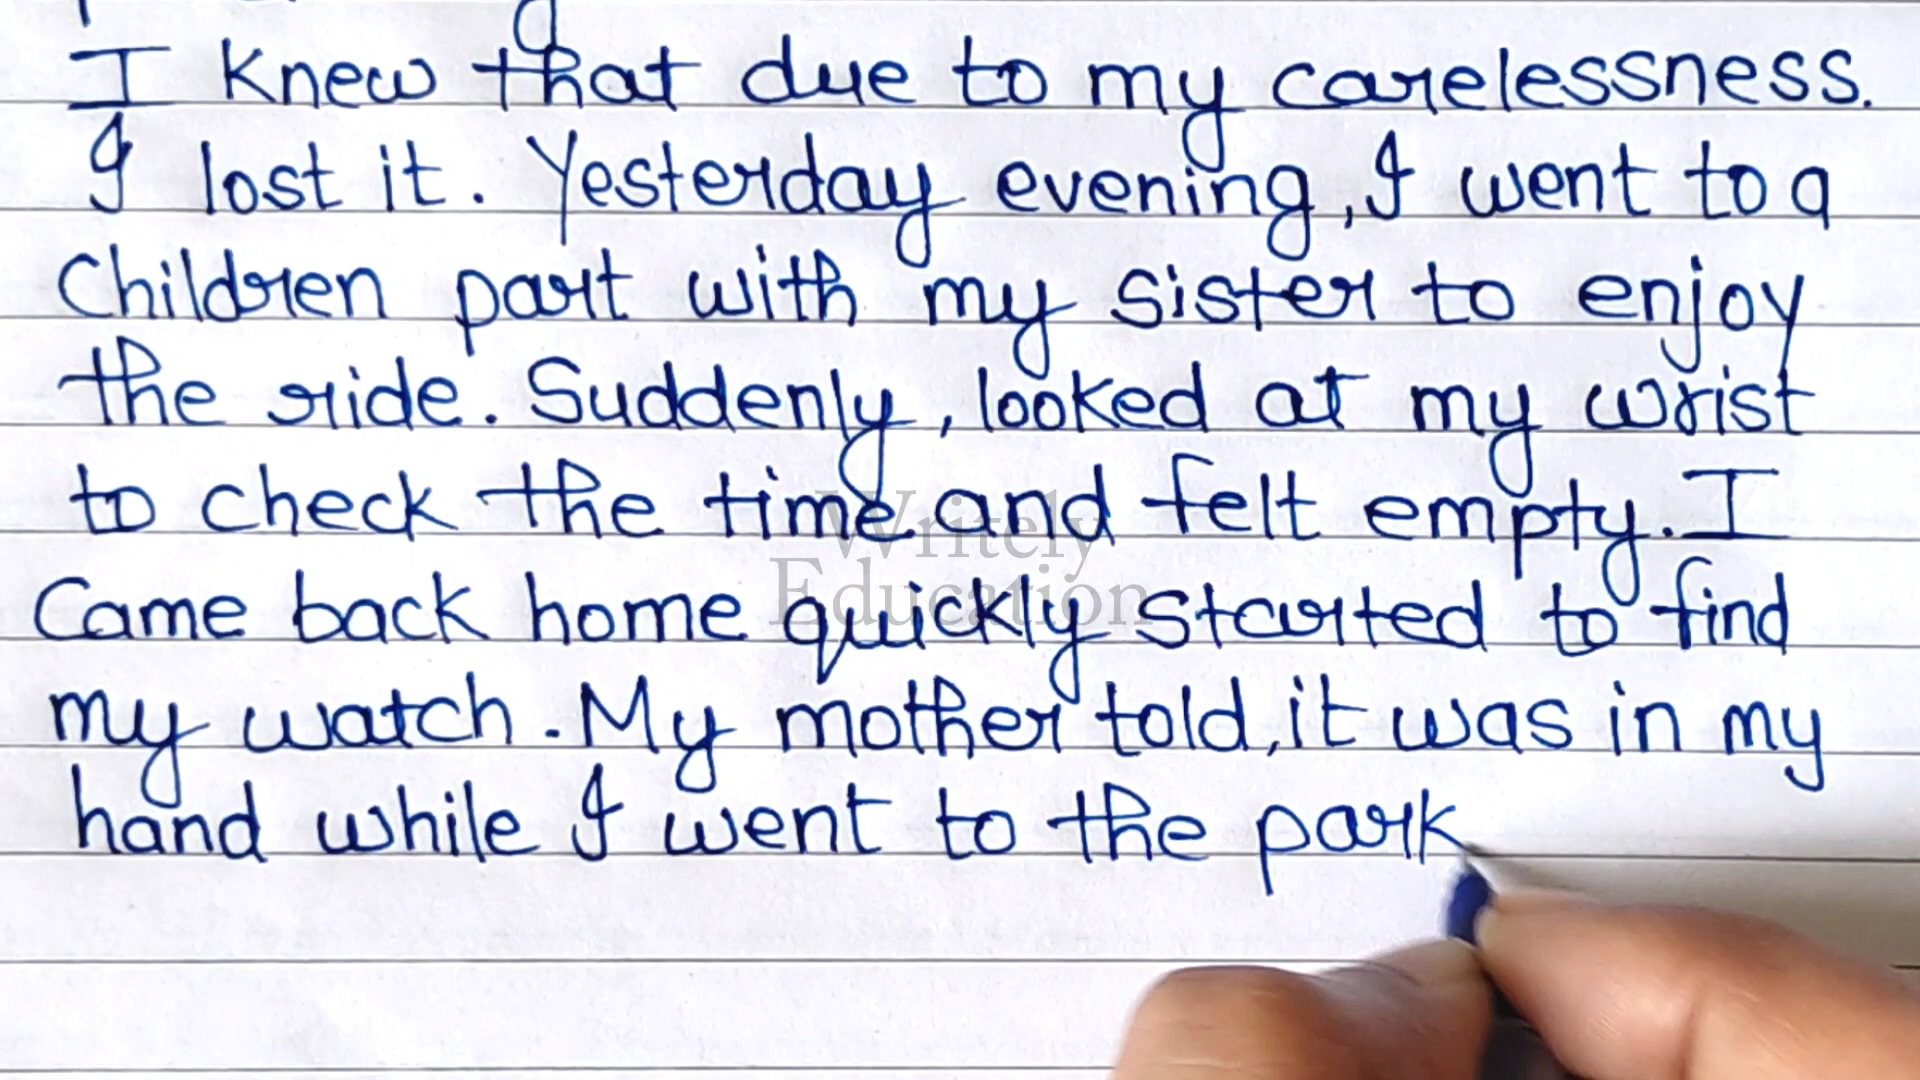 I knew that due to my carelessness.
I lost it. Yesterday evening, I went to a
Children part with my sister to enjoy
the ride. Suddenly, looked at my wrist
to check the time and felt empty. I
Came back home quickly started to find
my watch. My mother told, it was in my
hand while I went to the park
Writely
Education